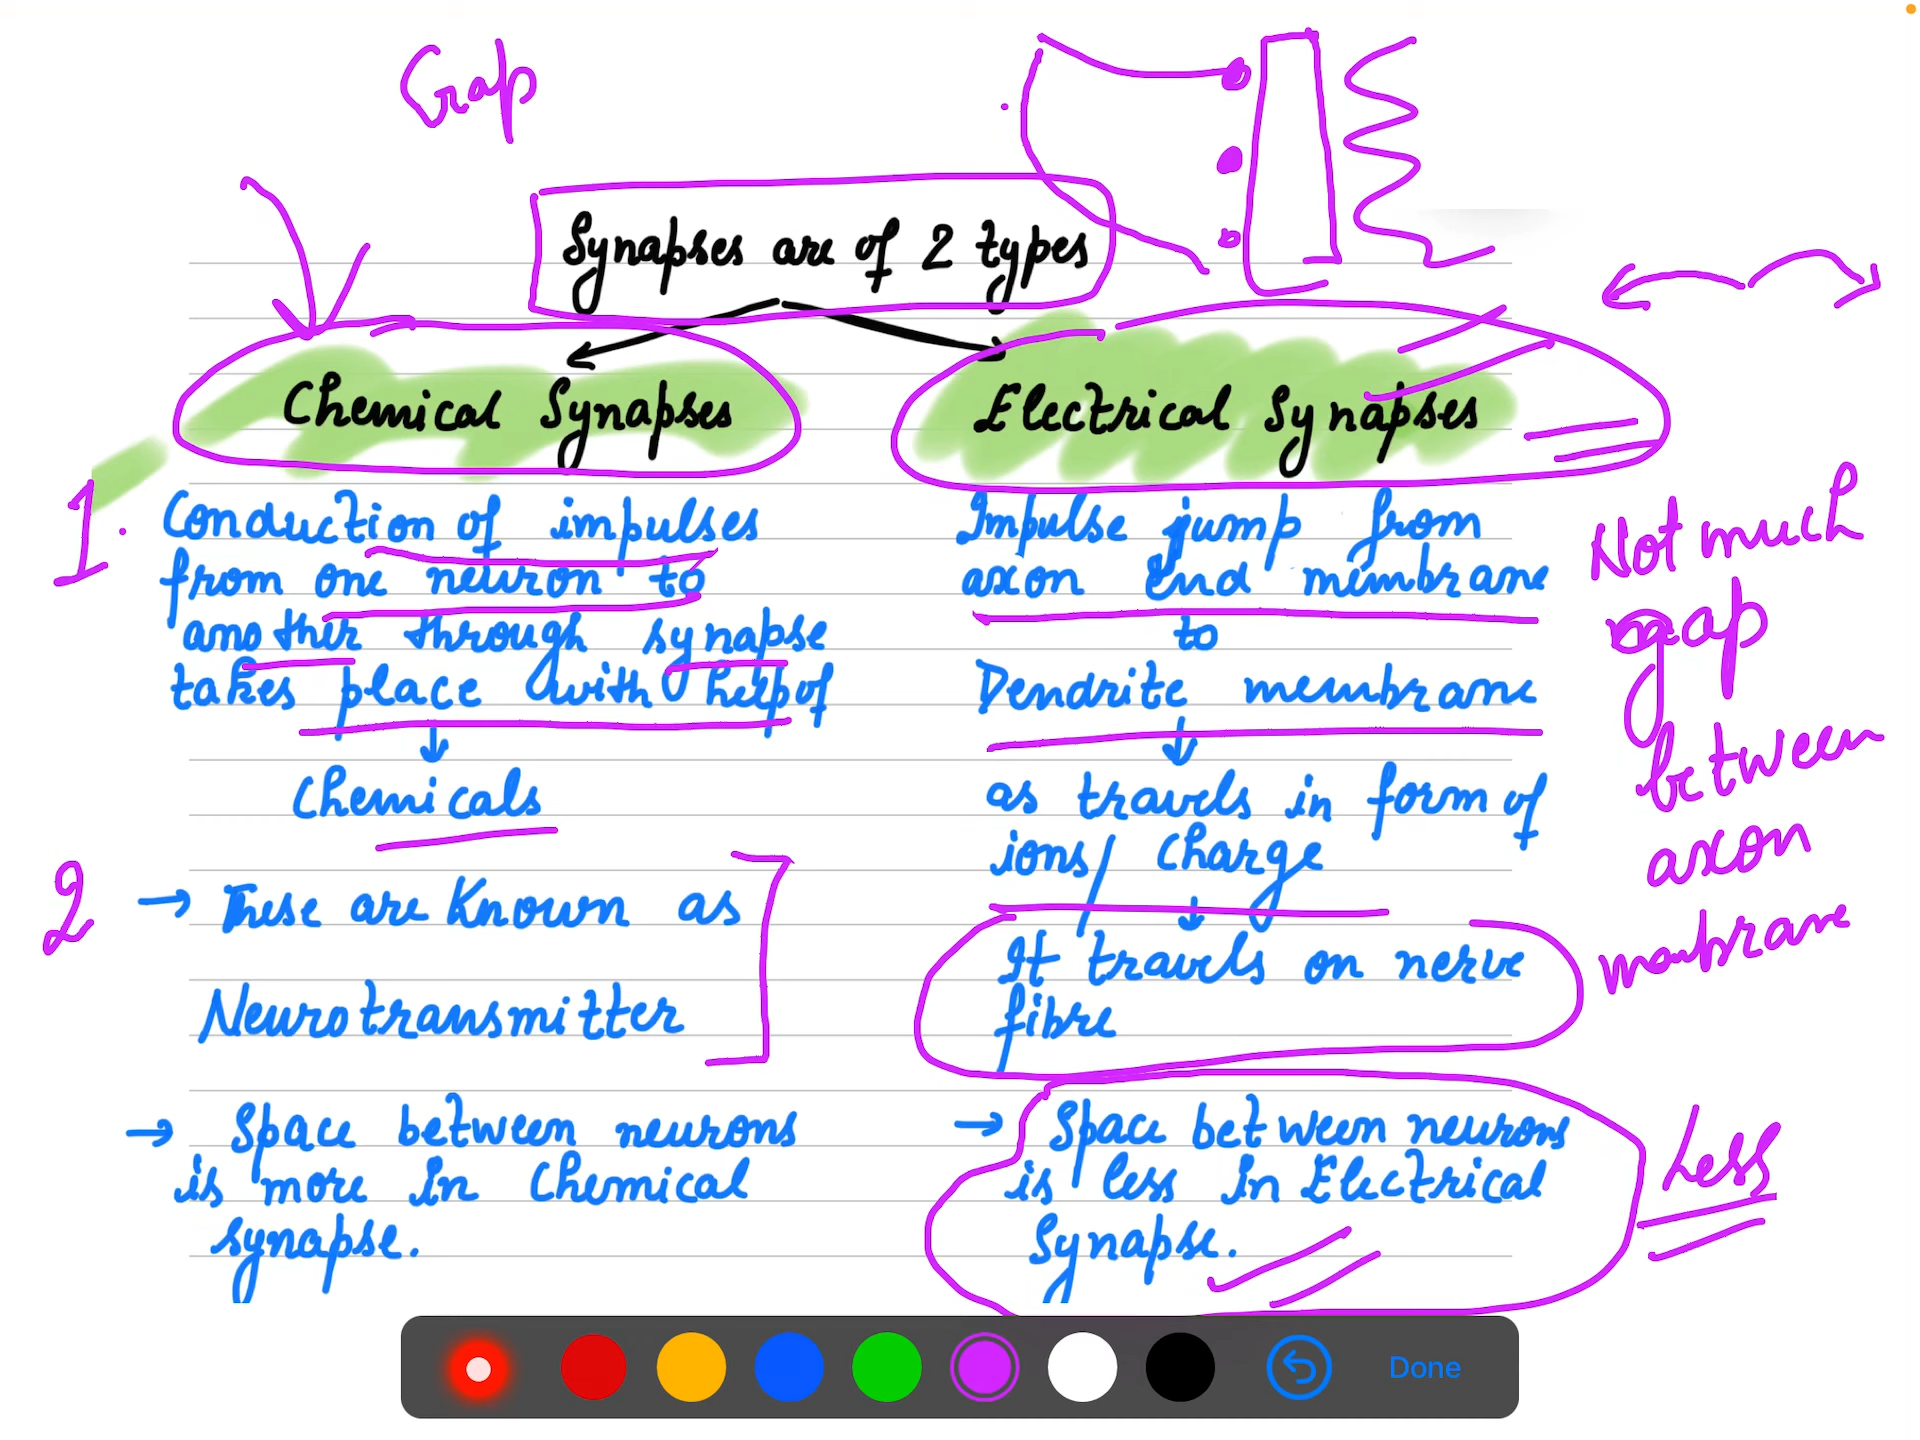 Gap
Synapses are of 2 types
Chemical Synapses
1.
Conduction of impulses
from one neuron to
another through synapse
takes place with help of
Chemicals
2
→ These are Known as
Neurotransmitter
→ Space between neurons
is more In Chemical
synapse.
Electrical Synapses
Impulse jump from
axon End membrane
to
Dendrite membrane
as travels in form of
ions/ Charge
It travels on nerve
fibre
→ Space between neurons
is less In Electrical
Synapse.
Not much
gap
between
axon
Less
Done